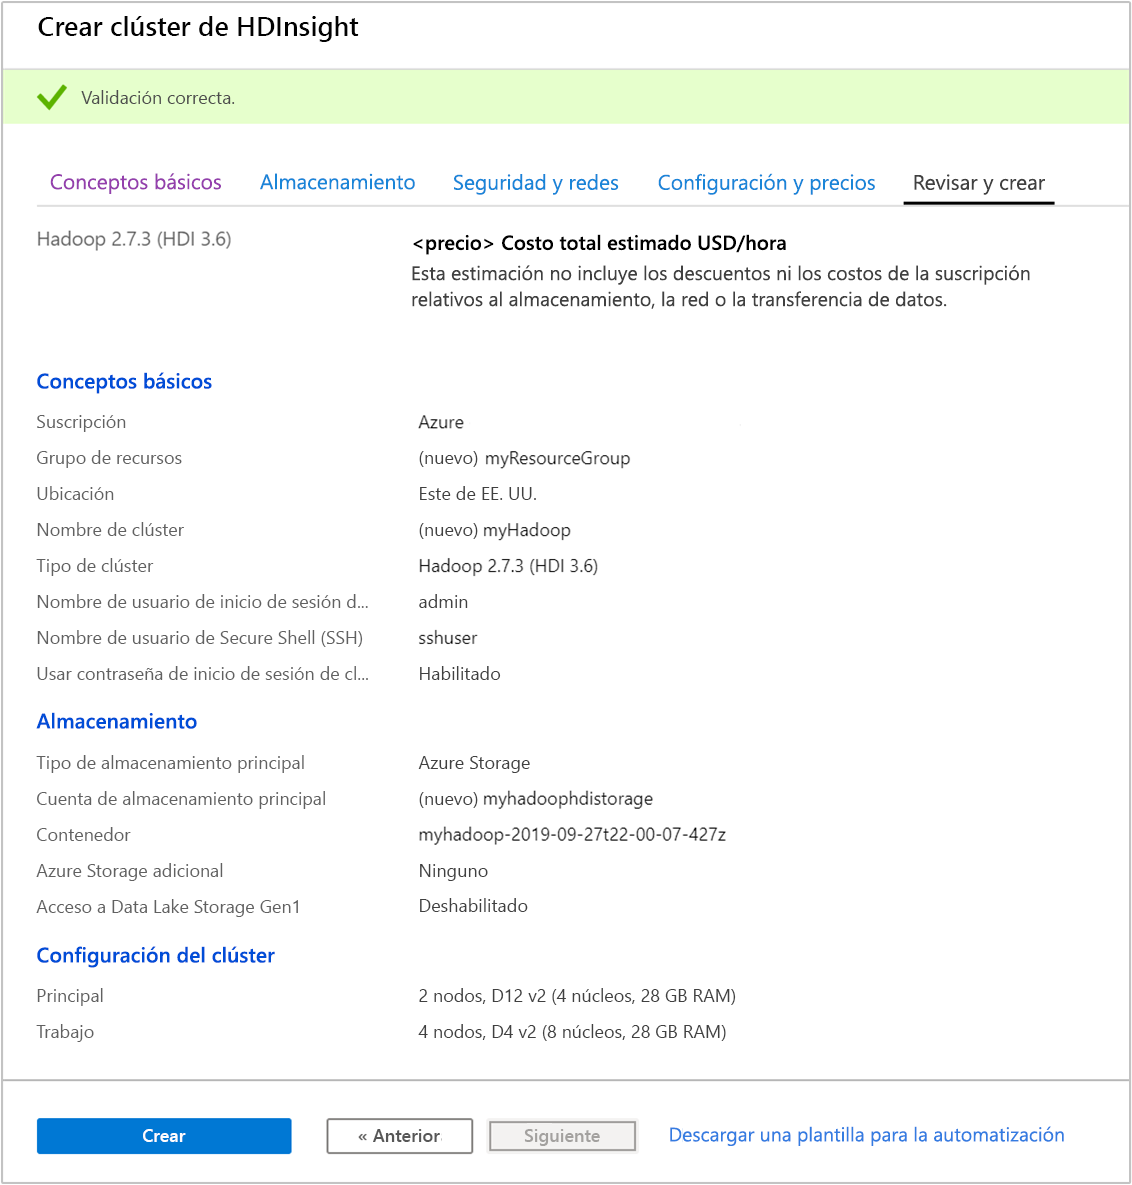 Crear clúster de HDInsight
Validación correcta.
Conceptos básicos Almacenamiento Seguridad y redes Configuración y precios Revisar y crear
Hadoop 2.7.3 (HDI 3.6)
<precio> Costo total estimado USD/hora
Esta estimación no incluye los descuentos ni los costos de la suscripción
relativos al almacenamiento, la red o la transferencia de datos.
Conceptos básicos
Suscripción Azure
Grupo de recursos (nuevo) myResourceGroup
Ubicación Este de EE. UU.
Nombre de clúster (nuevo) myHadoop
Tipo de clúster Hadoop 2.7.3 (HDI 3.6)
Nombre de usuario de inicio de sesión d... admin
Nombre de usuario de Secure Shell (SSH) sshuser
Usar contraseña de inicio de sesión de cl... Habilitado
Almacenamiento
Tipo de almacenamiento principal Azure Storage
Cuenta de almacenamiento principal (nuevo) myhadoophdistorage
Contenedor myhadoop-2019-09-27t22-00-07-427z
Azure Storage adicional Ninguno
Acceso a Data Lake Storage Gen1 Deshabilitado
Configuración del clúster
Principal 2 nodos, D12 v2 (4 núcleos, 28 GB RAM)
Trabajo 4 nodos, D4 v2 (8 núcleos, 28 GB RAM)
Crear « Anterior Siguiente Descargar una plantilla para la automatización